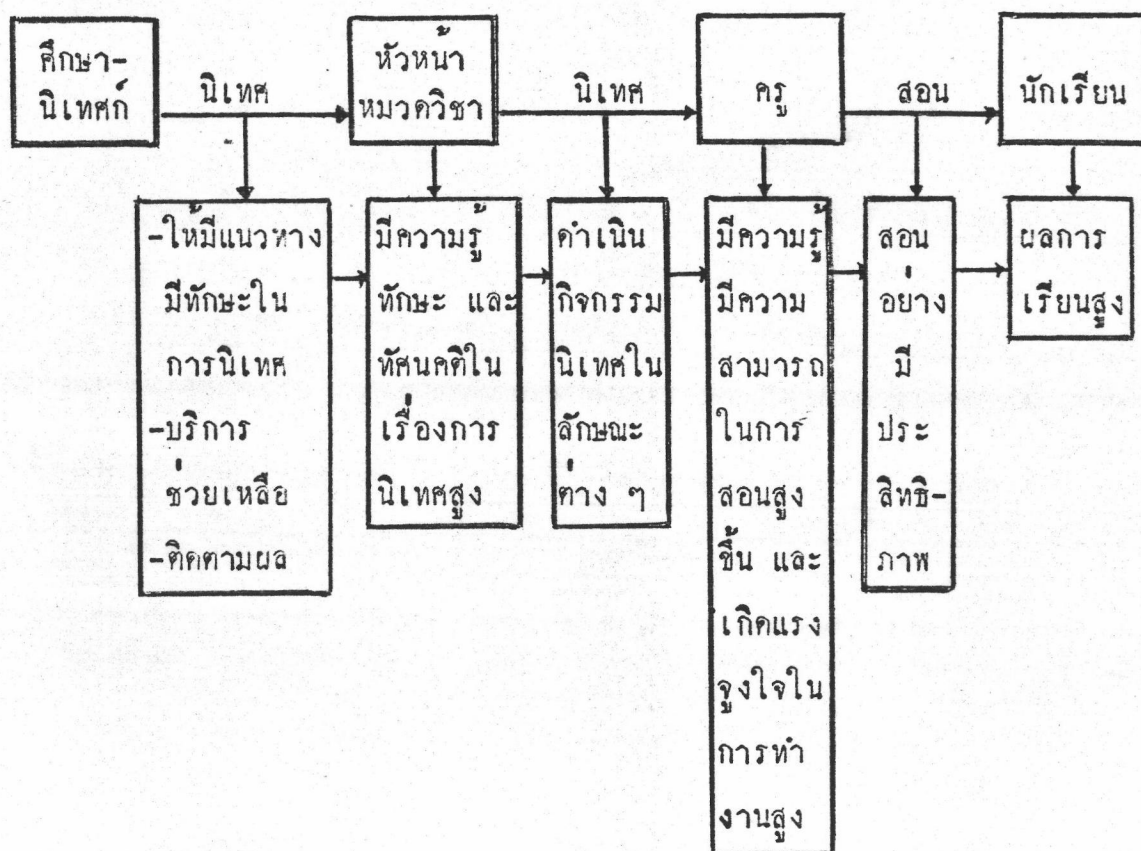 ศึกษา-
นิเทศก์
นิเทศ
หัวหน้า
หมวดวิชา
นิเทศ
ครู
สอน
นักเรียน
-ให้มีแนวทาง
มีทักษะใน
การนิเทศ
-บริการ
ช่วยเหลือ
-ติดตามผล
มีความรู้
ทักษะ และ
ทัศนคติใน
เรื่องการ
นิเทศสูง
ดำเนิน
กิจกรรม
นิเทศใน
ลักษณะ
ต่าง ๆ
มีความรู้
มีความ
สามารถ
ในการ
สอนสูง
ขึ้น และ
เกิดแรง
จูงใจใน
การทำ
งานสูง
สอน
อย่าง
มี
ประ
สิทธิ-
ภาพ
ผลการ
เรียนสูง